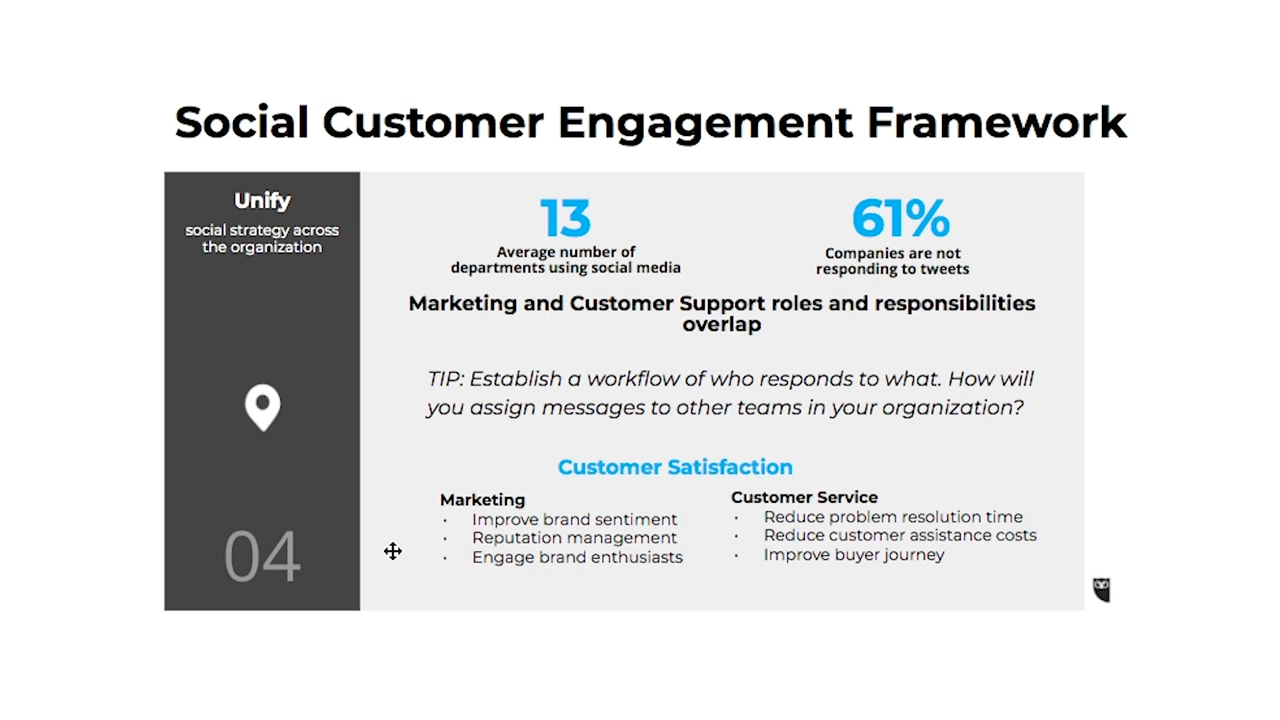 Social Customer Engagement Framework
Unify
social strategy across
the organization
04
13
Average number of
departments using social media
61%
Companies are not
responding to tweets
Marketing and Customer Support roles and responsibilities
overlap
TIP: Establish a workflow of who responds to what. How will
you assign messages to other teams in your organization?
Customer Satisfaction
Marketing
· Improve brand sentiment
· Reputation management
· Engage brand enthusiasts
Customer Service
· Reduce problem resolution time
· Reduce customer assistance costs
· Improve buyer journey